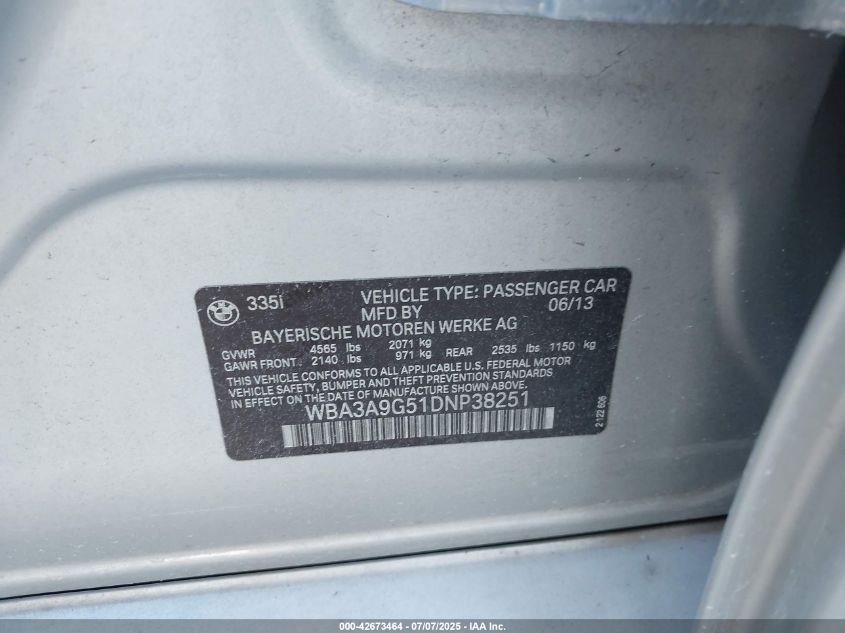 335i VEHICLE TYPE: PASSENGER CAR
MFD BY 06/13
BAYERISCHE MOTOREN WERKE AG
GVWR 4565 lbs 2071 kg
GAWR FRONT: 2140 lbs 971 kg REAR 2535 lbs 1150 kg
THIS VEHICLE CONFORMS TO ALL APPLICABLE U.S. FEDERAL MOTOR
VEHICLE SAFETY, BUMPER AND THEFT PREVENTION STANDARDS
IN EFFECT ON THE DATE OF MANUFACTURE SHOWN ABOVE.
WBA3A9G51DNP38251
2 122 606
000-42673464 - 07/07/2025 - IAA Inc.